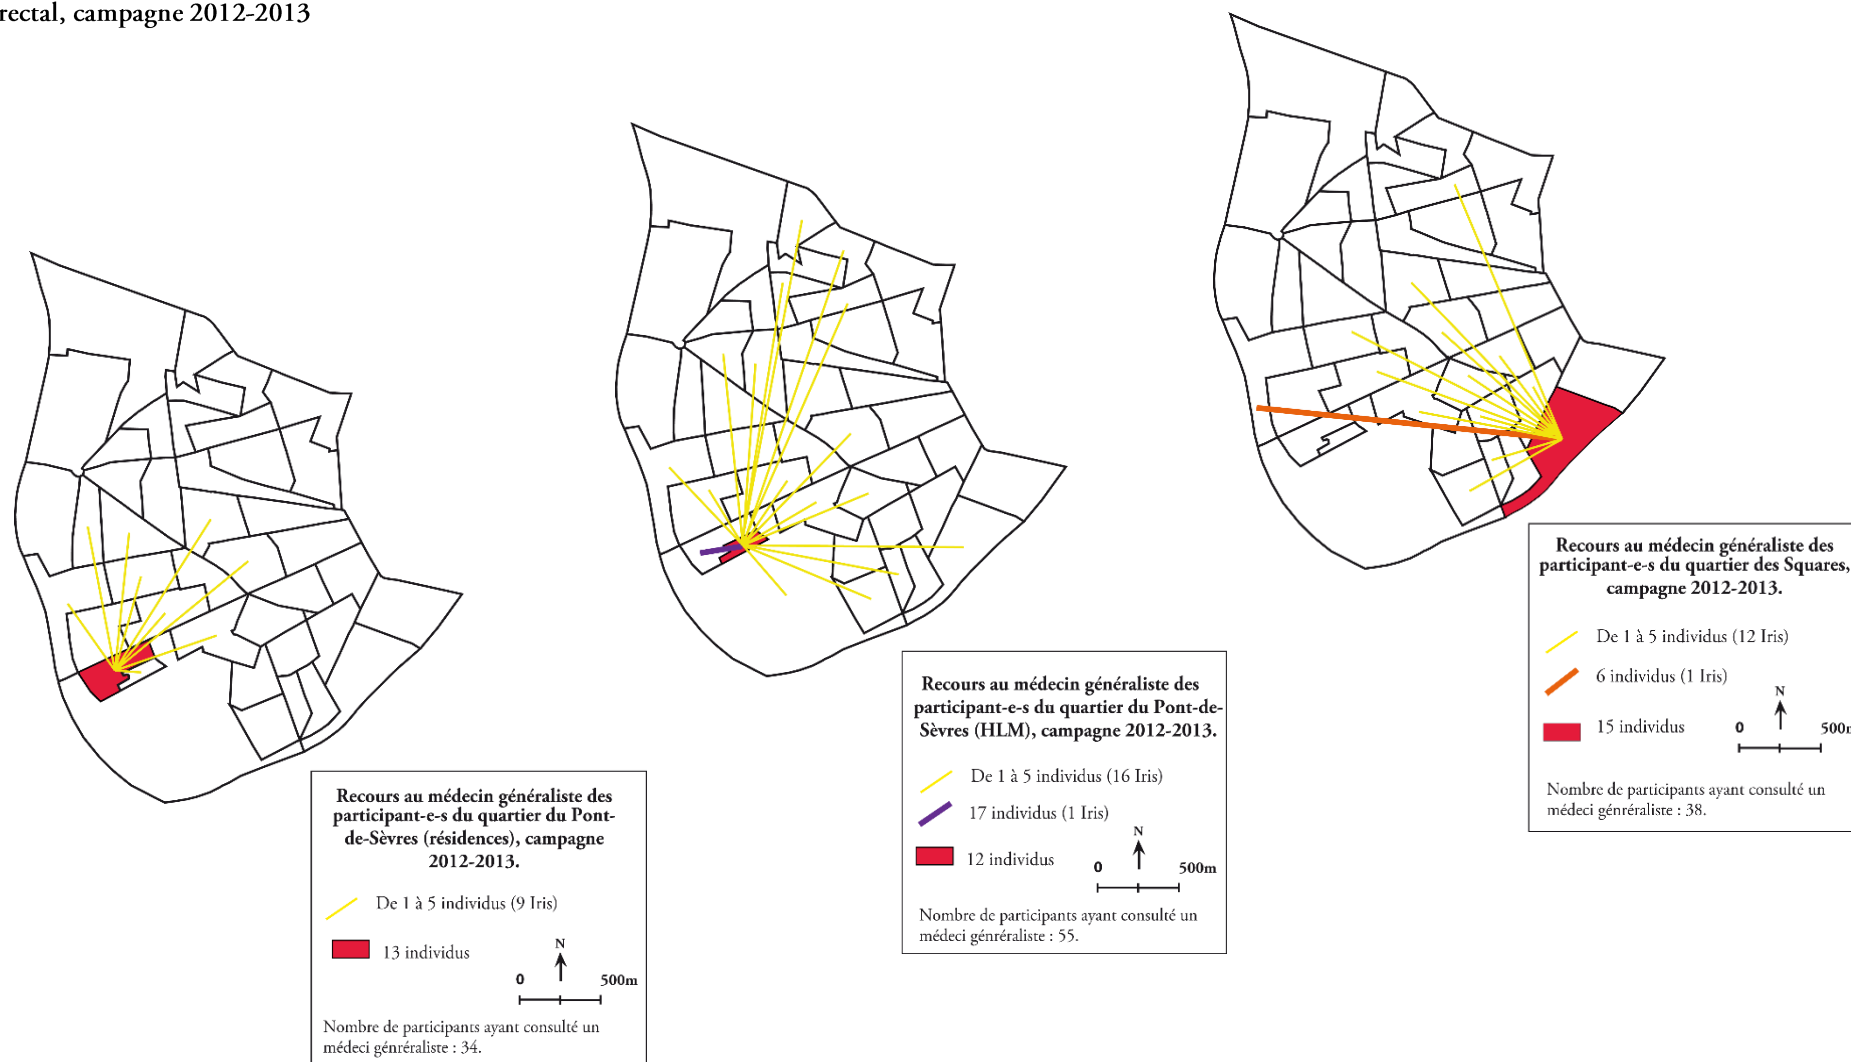 rectal, campagne 2012-2013
Recours au médecin généraliste des
participant-e-s du quartier du Pont-
de-Sèvres (résidences), campagne
2012-2013.
De 1 à 5 individus (9 Iris)
13 individus
N
0 500m
Nombre de participants ayant consulté un
médeci génréraliste : 34.
Recours au médecin généraliste des
participant-e-s du quartier du Pont-de-
Sèvres (HLM), campagne 2012-2013.
De 1 à 5 individus (16 Iris)
17 individus (1 Iris)
12 individus
N
0 500m
Nombre de participants ayant consulté un
médeci génréraliste : 55.
Recours au médecin généraliste des
participant-e-s du quartier des Squares,
campagne 2012-2013.
De 1 à 5 individus (12 Iris)
6 individus (1 Iris)
15 individus
N
0 500m
Nombre de participants ayant consulté un
médeci génréraliste : 38.